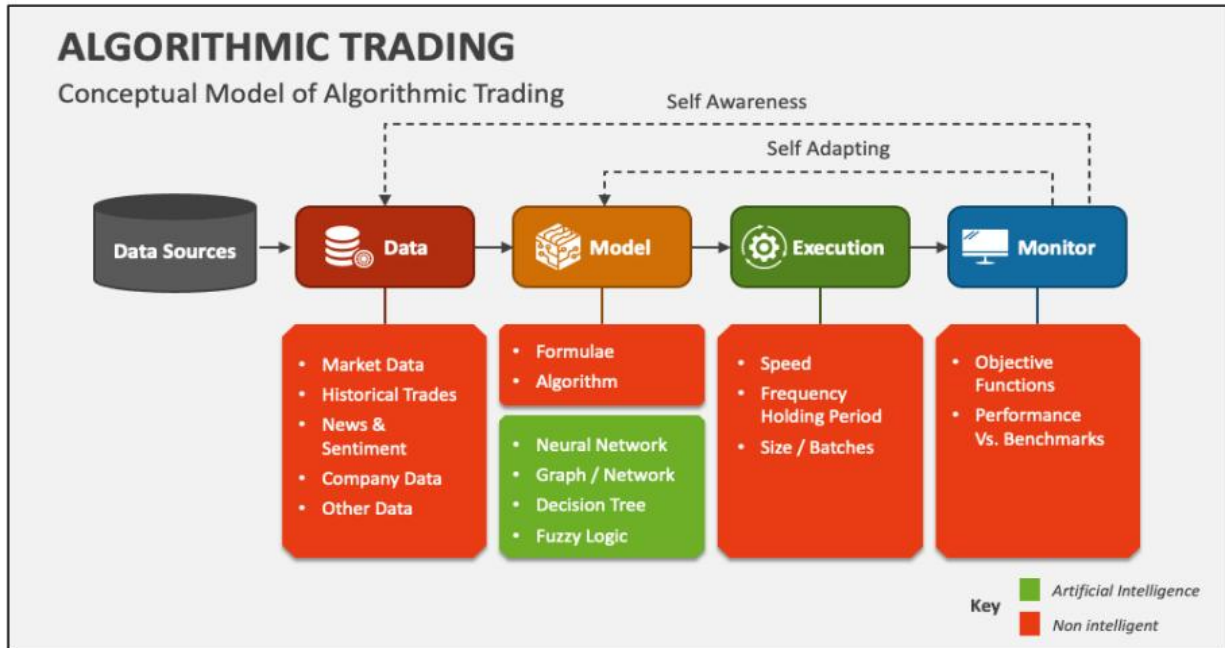 ALGORITHMIC TRADING
Conceptual Model of Algorithmic Trading
Self Awareness
Self Adapting
Data Sources
Data
Model
Execution
Monitor
• Market Data
• Historical Trades
• News &
Sentiment
• Company Data
• Other Data
• Formulae
• Algorithm
• Neural Network
• Graph / Network
• Decision Tree
• Fuzzy Logic
• Speed
• Frequency
Holding Period
• Size / Batches
• Objective
Functions
• Performance
Vs. Benchmarks
Key
Artificial Intelligence
Non intelligent